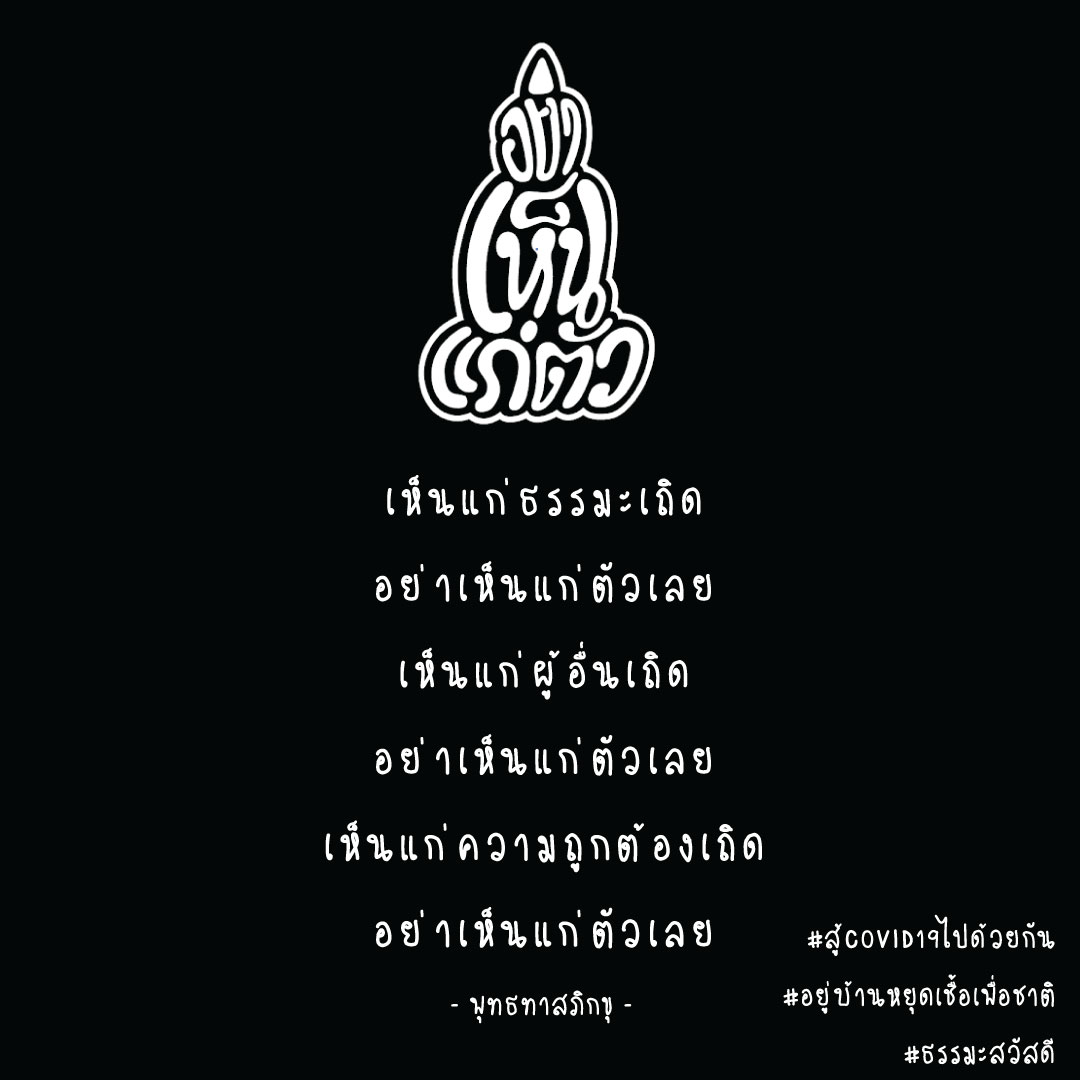 อย่า
เห็น
แก่ตัว
เห็นแก่ธรรมะเถิด
อย่าเห็นแก่ตัวเลย
เห็นแก่ผู้อื่นเถิด
อย่าเห็นแก่ตัวเลย
เห็นแก่ความถูกต้องเถิด
อย่าเห็นแก่ตัวเลย
- พุทธทาสภิกขุ -
#สู้COVID19ไปด้วยกัน
#อยู่บ้านหยุดเชื้อเพื่อชาติ
#ธรรมะสวัสดี